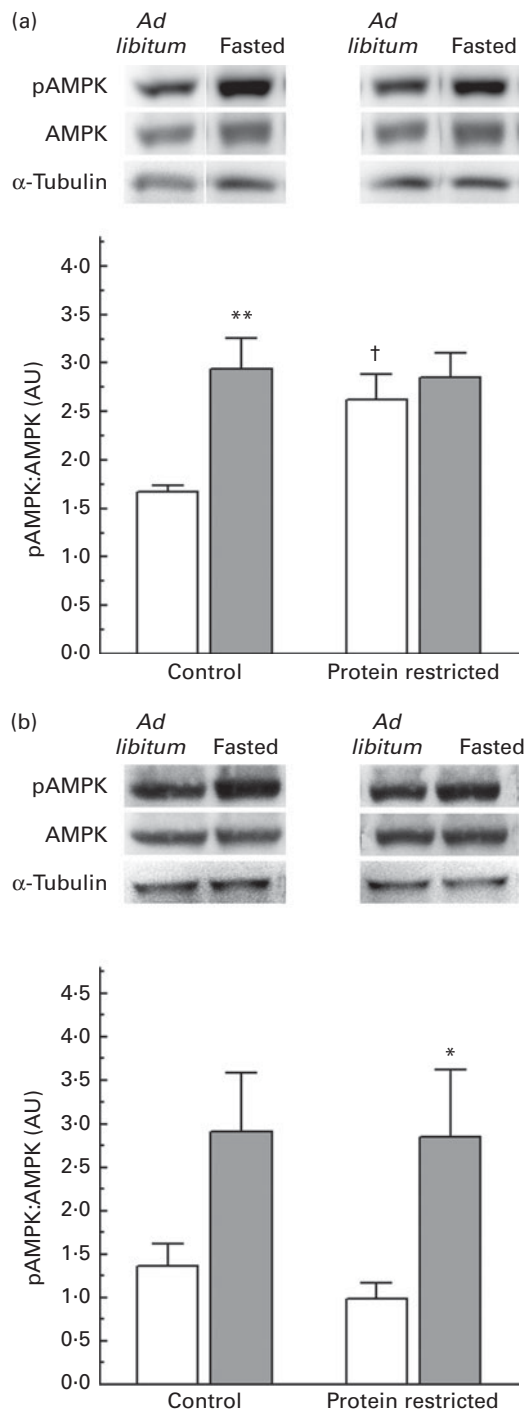 (a)
Ad
libitum Fasted Ad
libitum Fasted
pAMPK
AMPK
α-Tubulin
4·0
**
3·5
†
3·0
2·5
2·0
1·5
1·0
0·5
0·0
pAMPK:AMPK (AU)
Control Protein restricted
(b)
Ad
libitum Fasted Ad
libitum Fasted
pAMPK
AMPK
α-Tubulin
4·5
4·0
*
3·5
3·0
2·5
2·0
1·5
1·0
0·5
0·0
pAMPK:AMPK (AU)
Control Protein restricted